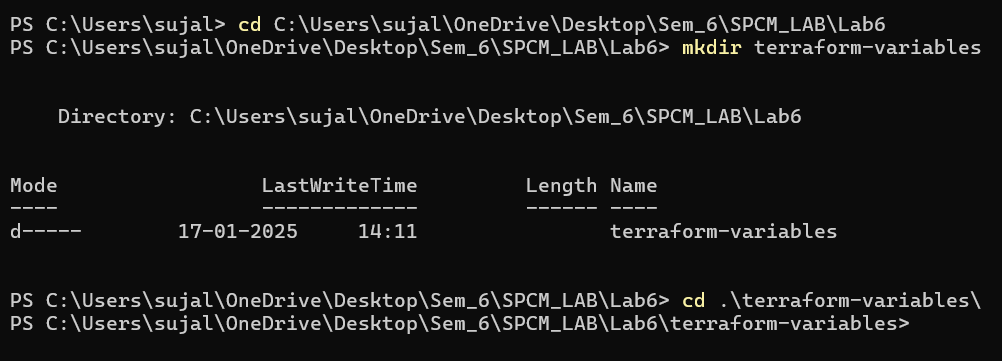 PS C:\Users\sujal> cd C:\Users\sujal\OneDrive\Desktop\Sem_6\SPCM_LAB\Lab6
PS C:\Users\sujal\OneDrive\Desktop\Sem_6\SPCM_LAB\Lab6> mkdir terraform-variables
    Directory: C:\Users\sujal\OneDrive\Desktop\Sem_6\SPCM_LAB\Lab6
Mode                 LastWriteTime         Length Name
----                 -------------         ------ ----
d-----        17-01-2025     14:11                terraform-variables
PS C:\Users\sujal\OneDrive\Desktop\Sem_6\SPCM_LAB\Lab6> cd .\terraform-variables\
PS C:\Users\sujal\OneDrive\Desktop\Sem_6\SPCM_LAB\Lab6\terraform-variables>